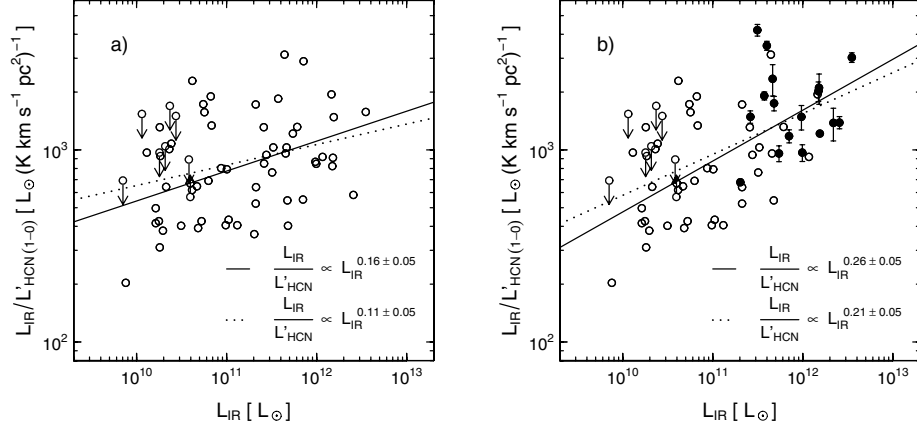 a)
L_IR/L'_HCN(1–0) [ L_⊙ (K km s^−1 pc^2)^−1 ]
10^3
10^2
L_IR / L'_HCN ∝ L_IR^0.16 ± 0.05
L_IR / L'_HCN ∝ L_IR^0.11 ± 0.05
10^10 10^11 10^12 10^13
L_IR [ L_⊙ ]
b)
L_IR/L'_HCN(1–0) [ L_⊙ (K km s^−1 pc^2)^−1 ]
10^3
10^2
L_IR / L'_HCN ∝ L_IR^0.26 ± 0.05
L_IR / L'_HCN ∝ L_IR^0.21 ± 0.05
10^10 10^11 10^12 10^13
L_IR [ L_⊙ ]